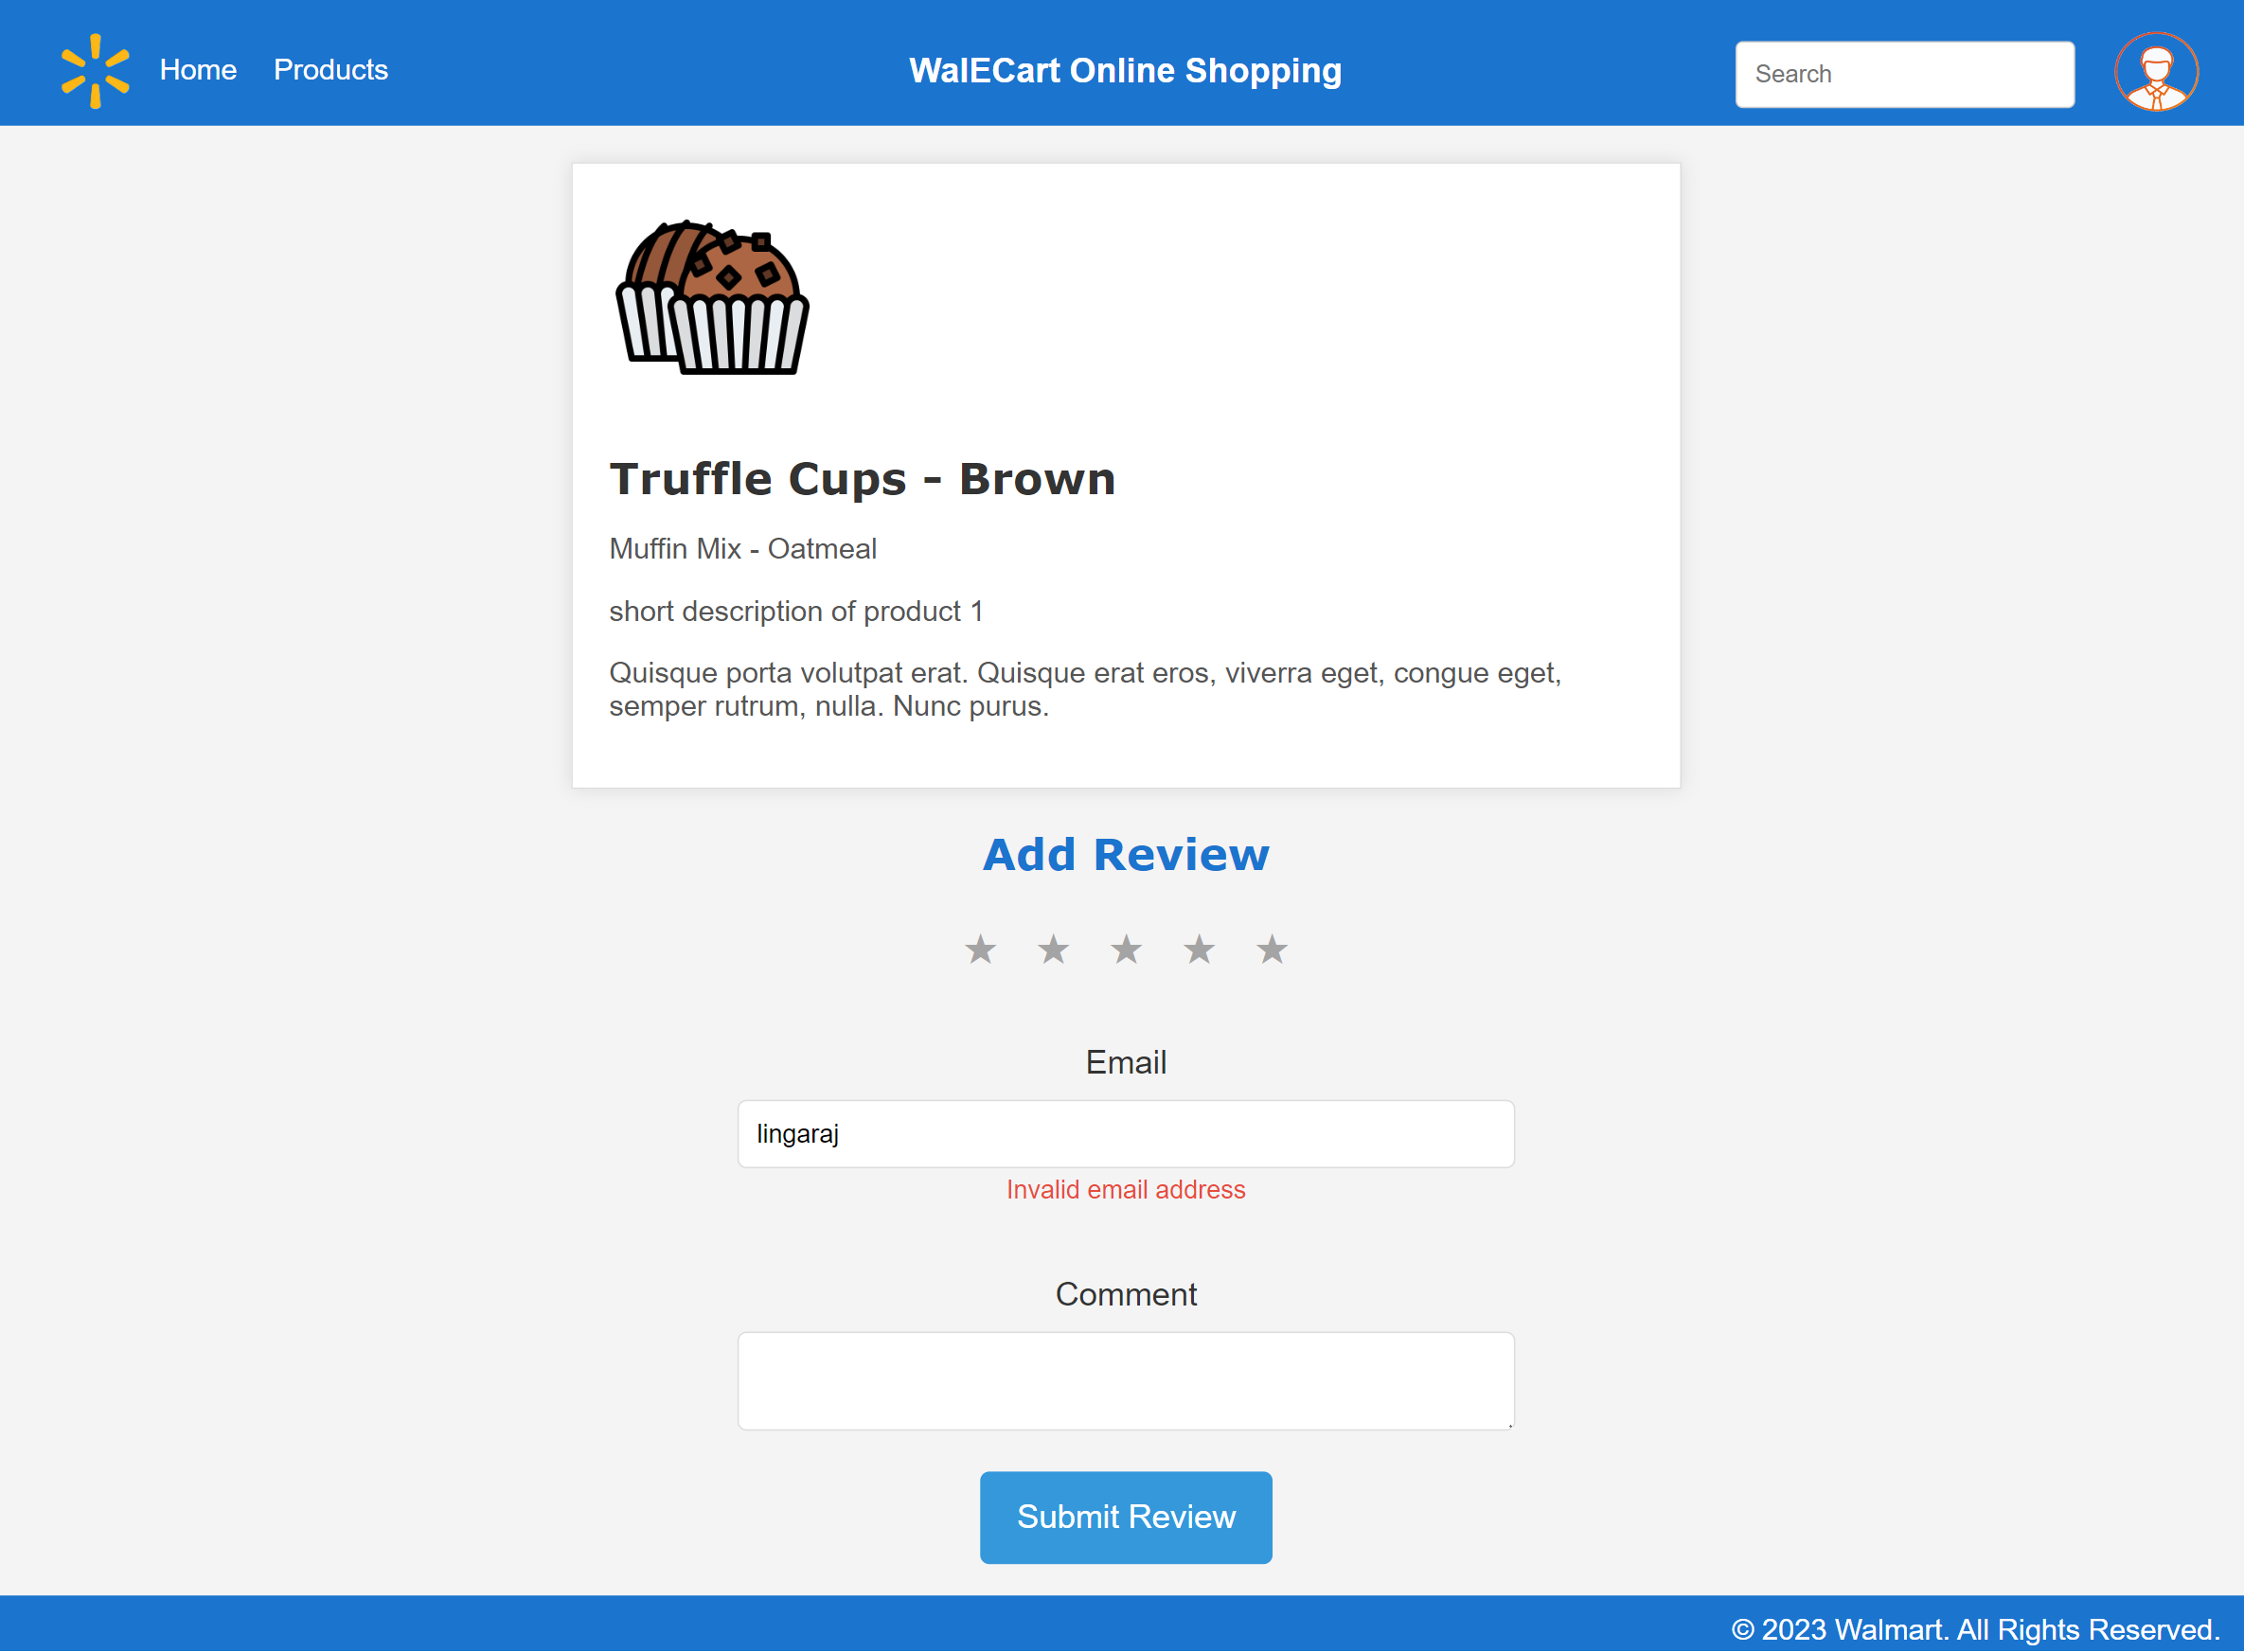 Home Products WalECart Online Shopping Search
Truffle Cups - Brown
Muffin Mix - Oatmeal
short description of product 1
Quisque porta volutpat erat. Quisque erat eros, viverra eget, congue eget,
semper rutrum, nulla. Nunc purus.
Add Review
★ ★ ★ ★ ★
Email
lingaraj
Invalid email address
Comment
Submit Review
© 2023 Walmart. All Rights Reserved.